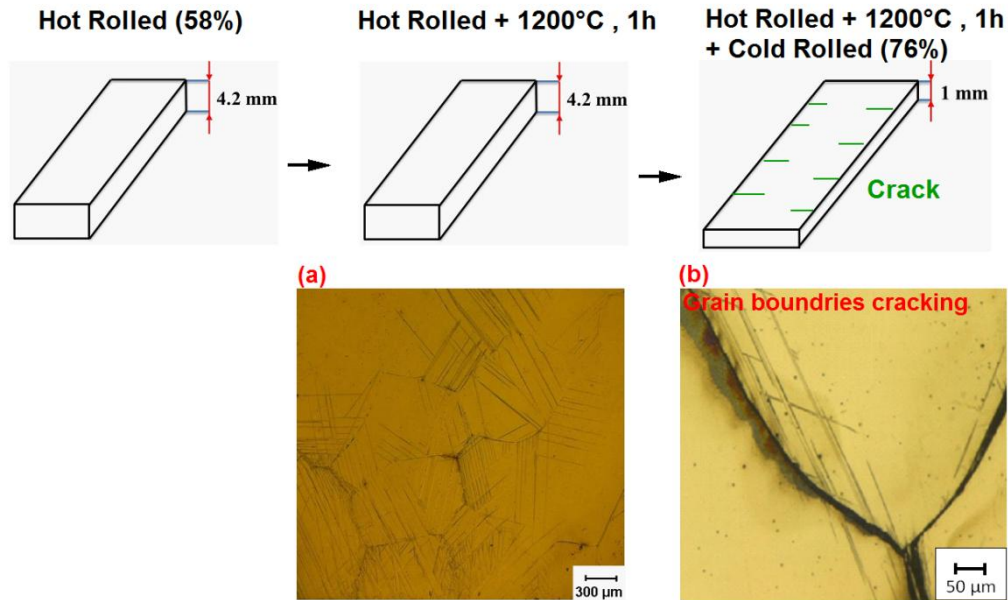 Hot Rolled (58%)
Hot Rolled + 1200°C , 1h
Hot Rolled + 1200°C , 1h
+ Cold Rolled (76%)
4.2 mm
4.2 mm
1 mm
Crack
(a)
(b)
Grain boundries cracking
300 µm
50 µm